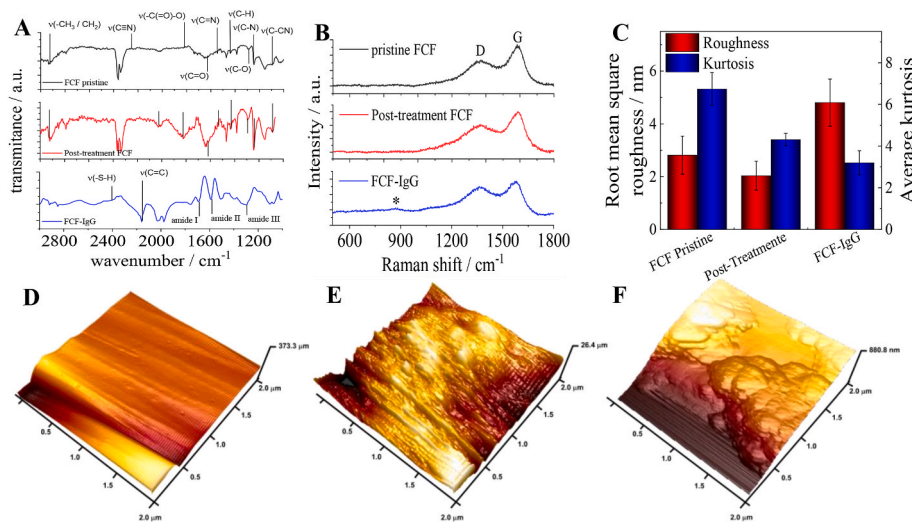 A
ν(-CH3 / CH2)
ν(C≡N)
ν(-C(=O)-O)
ν(C=N)
ν(C-H)
ν(C-N)
ν(C-CN)
ν(C=O)
ν(C-O)
FCF pristine
Post-treatment FCF
ν(-S-H)
ν(C=C)
amide I
amide II
amide III
FCF-IgG
transmitance / a.u.
2800 2400 2000 1600 1200
wavenumber / cm-1
B
D
G
pristine FCF
Post-treatment FCF
FCF-IgG
*
Intensity / a.u.
600 900 1200 1500 1800
Raman shift / cm-1
C
Roughness
Kurtosis
Root mean square
roughness / nm
6
4
2
0
Average kurtosis
8
6
4
2
0
FCF Pristine
Post-Treatmente
FCF-IgG
D
373.3 µm
2.0 µm
1.5
1.0
0.5
0.5
1.0
1.5
2.0 µm
E
26.4 µm
2.0 µm
1.5
1.0
0.5
0.5
1.0
1.5
2.0 µm
F
880.8 nm
2.0 µm
1.5
1.0
0.5
0.5
1.0
1.5
2.0 µm